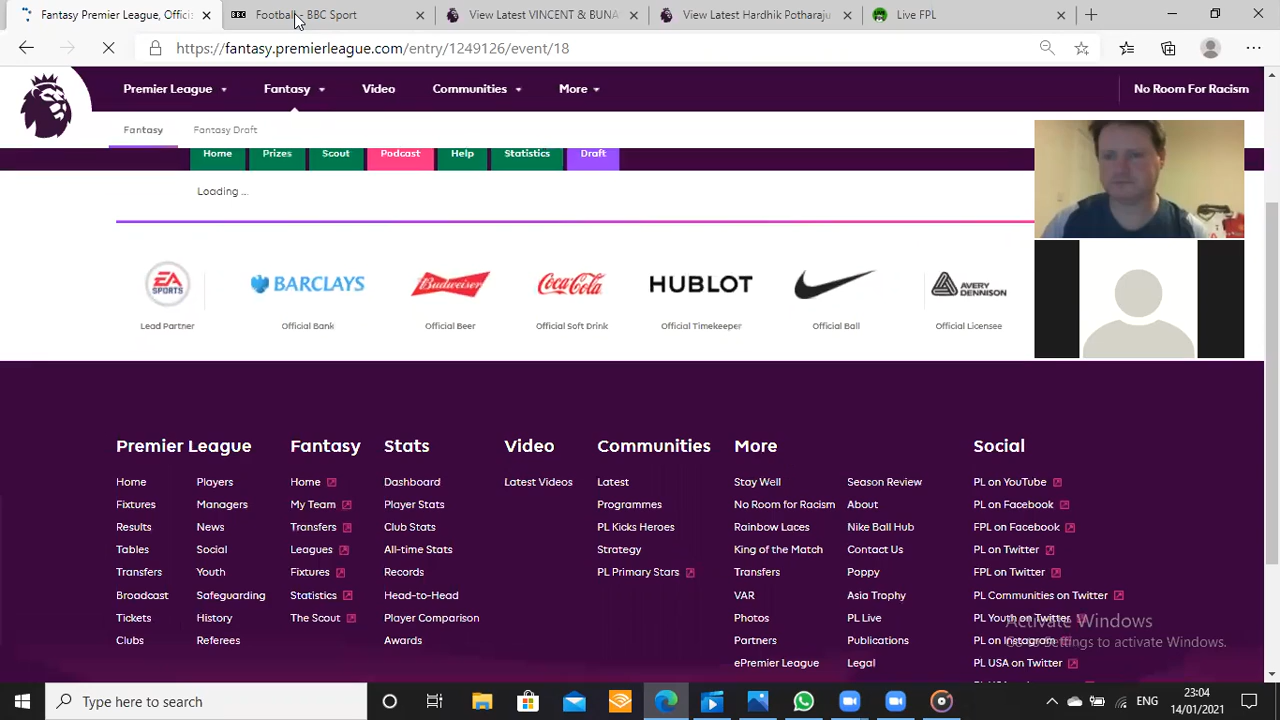 Fantasy Premier League, Offici
Football - BBC Sport
View Latest VINCENT & BUNA
View Latest Hardhik Potharaju
Live FPL
https://fantasy.premierleague.com/entry/1249126/event/18
Premier League Fantasy Video Communities More No Room For Racism
Fantasy Fantasy Draft
Home Prizes Scout Podcast Help Statistics Draft
Loading ...
EA SPORTS BARCLAYS Budweiser Coca-Cola HUBLOT AVERY DENNISON
Lead Partner Official Bank Official Beer Official Soft Drink Official Timekeeper Official Ball Official Licensee
Premier League
Home Players
Fixtures Managers
Results News
Tables Social
Transfers Youth
Broadcast Safeguarding
Tickets History
Clubs Referees
Fantasy
Home
My Team
Transfers
Leagues
Fixtures
Statistics
The Scout
Stats
Dashboard
Player Stats
Club Stats
All-time Stats
Records
Head-to-Head
Player Comparison
Awards
Video
Latest Videos
Communities
Latest
Programmes
PL Kicks Heroes
Strategy
PL Primary Stars
More
Stay Well Season Review
No Room for Racism About
Rainbow Laces Nike Ball Hub
King of the Match Contact Us
Transfers Poppy
VAR Asia Trophy
Photos PL Live
Partners Publications
ePremier League Legal
Social
PL on YouTube
PL on Facebook
FPL on Facebook
PL on Twitter
FPL on Twitter
PL Communities on Twitter
PL Youth on Twitter
PL on Instagram
PL USA on Twitter
Activate Windows
Go to Settings to activate Windows.
Type here to search
ENG
23:04
14/01/2021